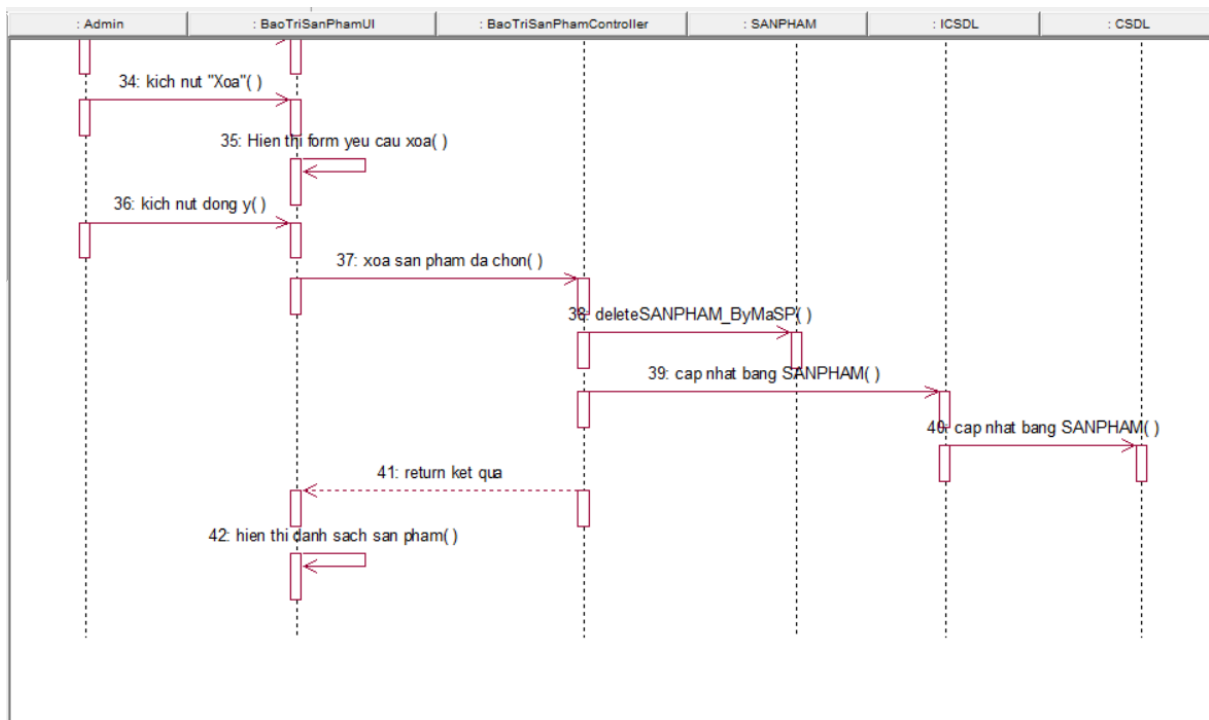 : Admin
: BaoTriSanPhamUI
: BaoTriSanPhamController
: SANPHAM
: ICSDL
: CSDL
34: kich nut "Xoa"( )
35: Hien thi form yeu cau xoa( )
36: kich nut dong y( )
37: xoa san pham da chon( )
38: deleteSANPHAM_ByMaSP( )
39: cap nhat bang SANPHAM( )
40: cap nhat bang SANPHAM( )
41: return ket qua
42: hien thi danh sach san pham( )